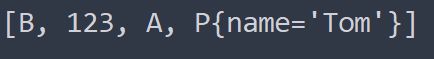 [B, 123, A, P{name='Tom'}]